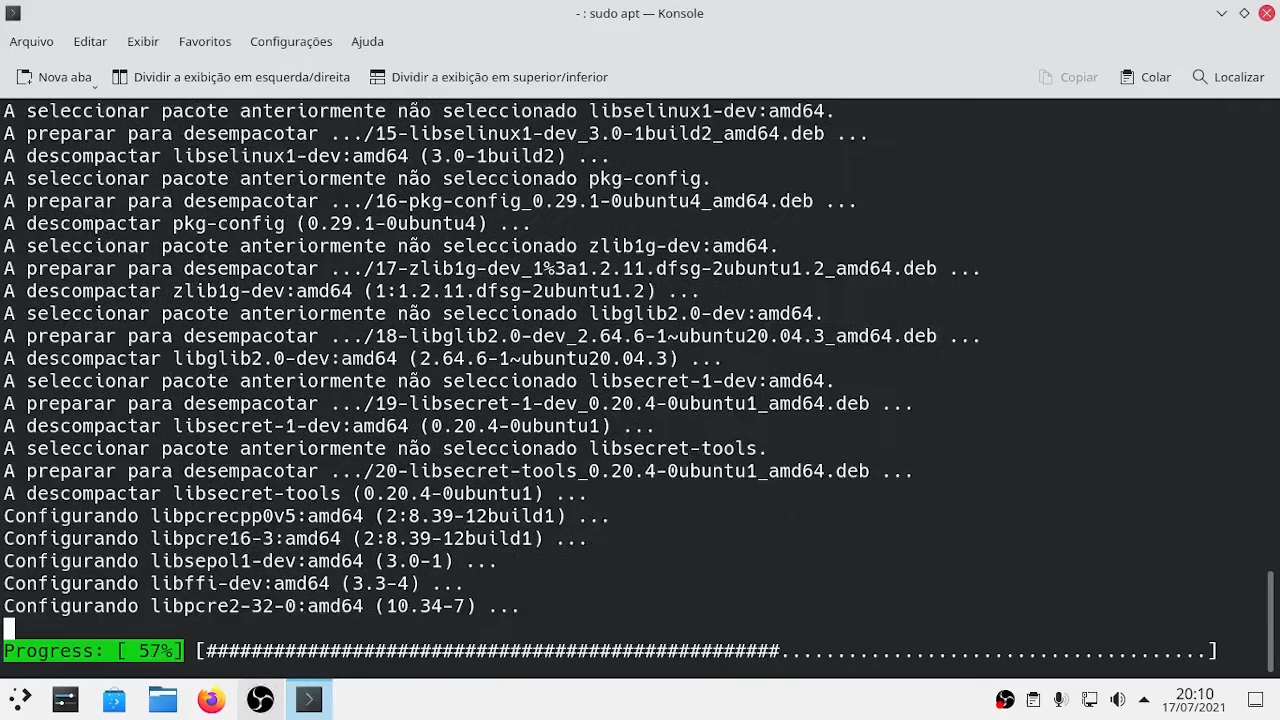 - : sudo apt — Konsole
Arquivo Editar Exibir Favoritos Configurações Ajuda
Nova aba Dividir a exibição em esquerda/direita Dividir a exibição em superior/inferior Copiar Colar Localizar
A seleccionar pacote anteriormente não seleccionado libselinux1-dev:amd64.
A preparar para desempacotar .../15-libselinux1-dev_3.0-1build2_amd64.deb ...
A descompactar libselinux1-dev:amd64 (3.0-1build2) ...
A seleccionar pacote anteriormente não seleccionado pkg-config.
A preparar para desempacotar .../16-pkg-config_0.29.1-0ubuntu4_amd64.deb ...
A descompactar pkg-config (0.29.1-0ubuntu4) ...
A seleccionar pacote anteriormente não seleccionado zlib1g-dev:amd64.
A preparar para desempacotar .../17-zlib1g-dev_1%3a1.2.11.dfsg-2ubuntu1.2_amd64.deb ...
A descompactar zlib1g-dev:amd64 (1:1.2.11.dfsg-2ubuntu1.2) ...
A seleccionar pacote anteriormente não seleccionado libglib2.0-dev:amd64.
A preparar para desempacotar .../18-libglib2.0-dev_2.64.6-1~ubuntu20.04.3_amd64.deb ...
A descompactar libglib2.0-dev:amd64 (2.64.6-1~ubuntu20.04.3) ...
A seleccionar pacote anteriormente não seleccionado libsecret-1-dev:amd64.
A preparar para desempacotar .../19-libsecret-1-dev_0.20.4-0ubuntu1_amd64.deb ...
A descompactar libsecret-1-dev:amd64 (0.20.4-0ubuntu1) ...
A seleccionar pacote anteriormente não seleccionado libsecret-tools.
A preparar para desempacotar .../20-libsecret-tools_0.20.4-0ubuntu1_amd64.deb ...
A descompactar libsecret-tools (0.20.4-0ubuntu1) ...
Configurando libpcrecpp0v5:amd64 (2:8.39-12build1) ...
Configurando libpcre16-3:amd64 (2:8.39-12build1) ...
Configurando libsepol1-dev:amd64 (3.0-1) ...
Configurando libffi-dev:amd64 (3.3-4) ...
Configurando libpcre2-32-0:amd64 (10.34-7) ...
Progress: [ 57%] [###################################################......................................]
20:10
17/07/2021